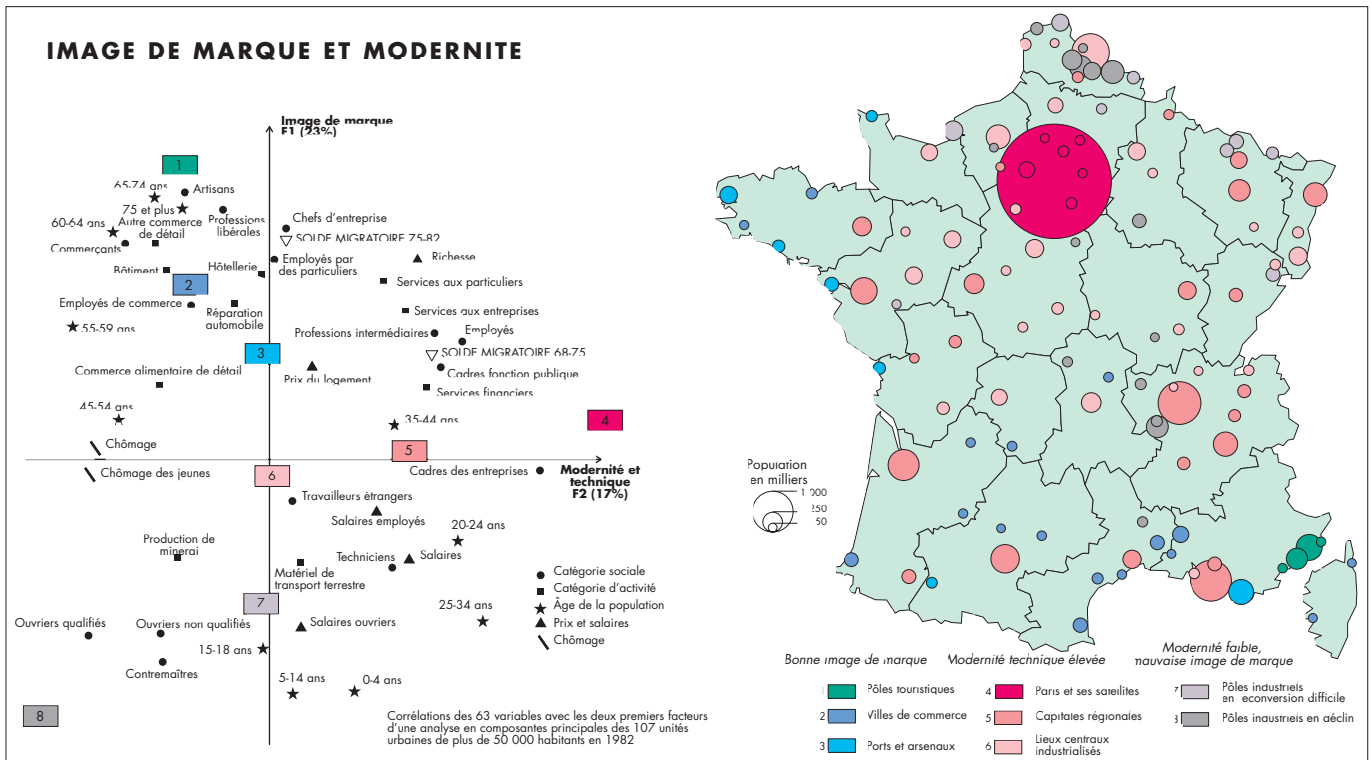 IMAGE DE MARQUE ET MODERNITE
Image de marque
F1 (23%)
1
65-74 ans
Artisans
75 et plus
Professions
libérales
60-64 ans
Autre commerce
de détail
Commerçants
Chefs d'entreprise
SOLDE MIGRATOIRE 75-82
Employés par
des particuliers
Richesse
Bâtiment
Hôtellerie
2
Services aux particuliers
Employés de commerce
Réparation
automobile
Services aux entreprises
55-59 ans
Professions intermédiaires
Employés
3
SOLDE MIGRATOIRE 68-75
Prix du logement
Cadres fonction publique
Commerce alimentaire de détail
Services financiers
45-54 ans
35-44 ans
4
Chômage
5
Chômage des jeunes
6
Cadres des entreprises
Modernité et
technique
F2 (17%)
Travailleurs étrangers
Salaires employés
20-24 ans
Production de
minerai
Techniciens
Salaires
Matériel de
transport terrestre
7
25-34 ans
Ouvriers qualifiés
Ouvriers non qualifiés
Salaires ouvriers
15-18 ans
Contremaîtres
5-14 ans
0-4 ans
8
Catégorie sociale
Catégorie d'activité
Âge de la population
Prix et salaires
Chômage
Corrélations des 63 variables avec les deux premiers facteurs
d'une analyse en composantes principales des 107 unités
urbaines de plus de 50 000 habitants en 1982
Population
en milliers
1 000
250
50
Bonne image de marque
Modernité technique élevée
Modernité faible,
mauvaise image de marque
1 Pôles touristiques
2 Villes de commerce
3 Ports et arsenaux
4 Paris et ses satellites
5 Capitales régionales
6 Lieux centraux
industrialisés
7 Pôles industriels
en reconversion difficile
8 Pôles industriels en déclin